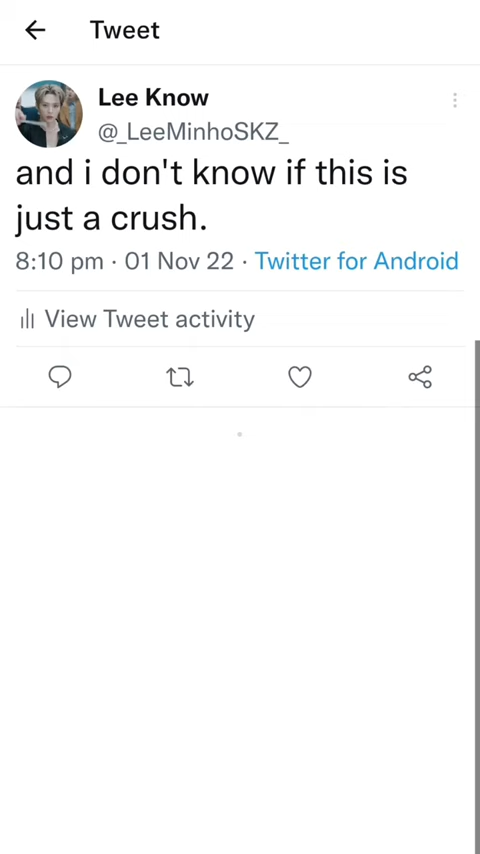 Tweet
Lee Know
@_LeeMinhoSKZ_
and i don't know if this is
just a crush.
8:10 pm · 01 Nov 22 · Twitter for Android
View Tweet activity